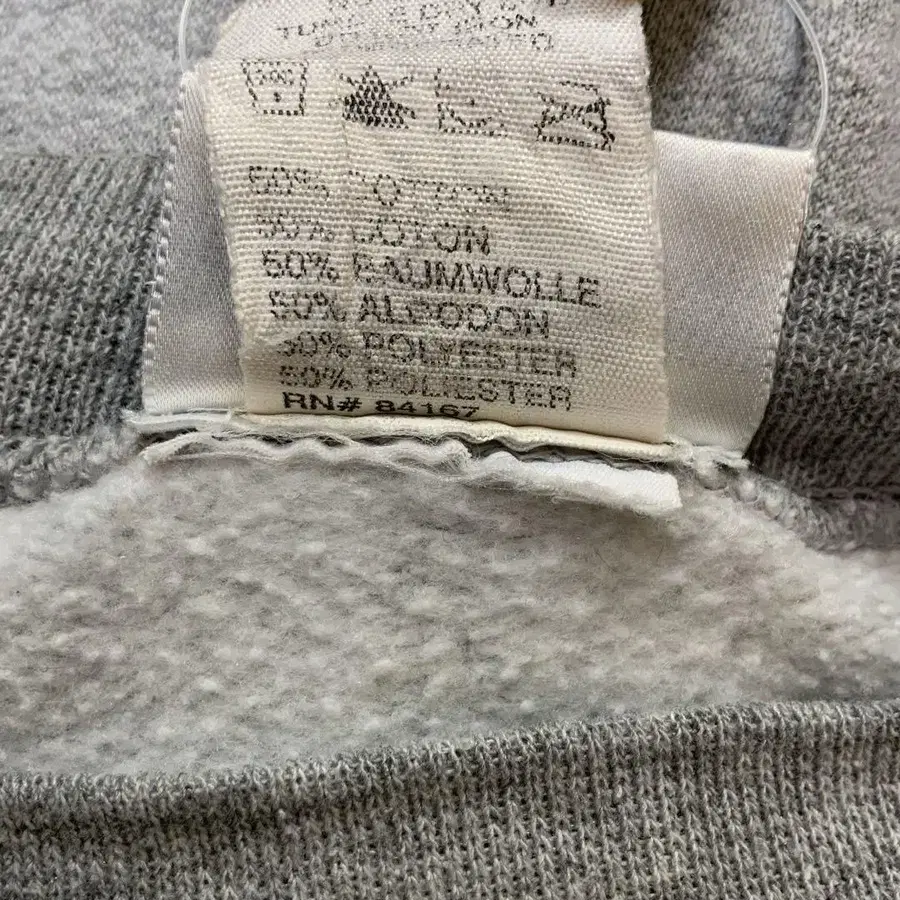 50% COTTON
50% COTON
50% BAUMWOLLE
50% ALGODON
50% POLYESTER
50% POLIESTER
RN# 84167